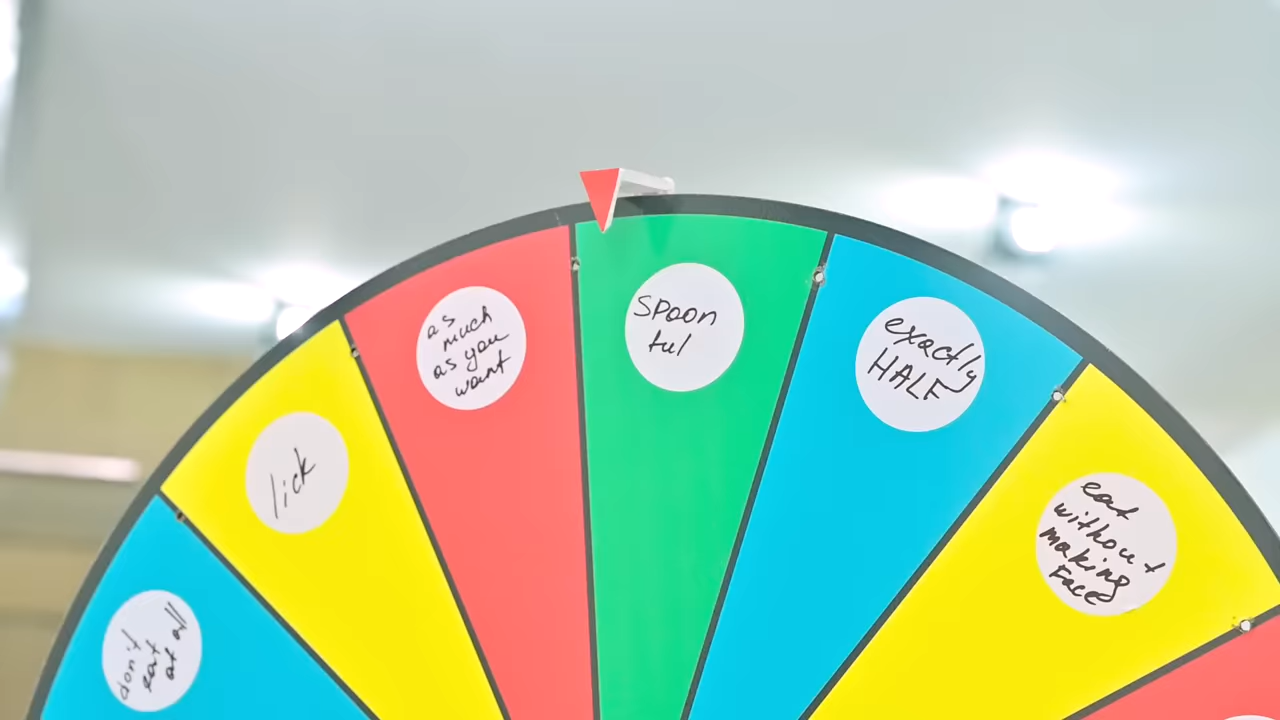 don't
eat
at all
lick
as
much
as you
want
spoon
ful
exactly
HALF
eat
without
making
Face